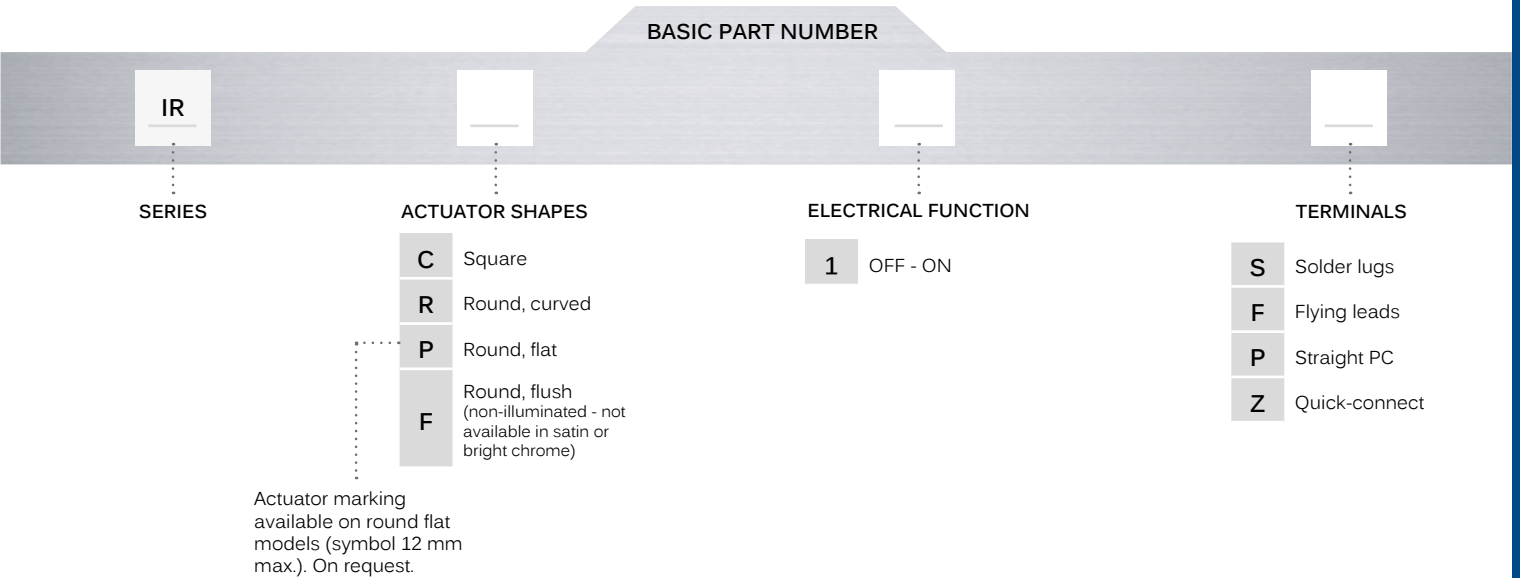 BASIC PART NUMBER
IR
SERIES
ACTUATOR SHAPES
C Square
R Round, curved
P Round, flat
F Round, flush
(non-illuminated - not
available in satin or
bright chrome)
Actuator marking
available on round flat
models (symbol 12 mm
max.). On request.
ELECTRICAL FUNCTION
1 OFF - ON
TERMINALS
S Solder lugs
F Flying leads
P Straight PC
Z Quick-connect